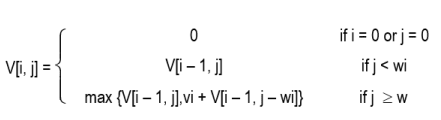 0 if i = 0 or j = 0
V[i, j] = V[i – 1, j] if j < wi
max {V[i – 1, j],vi + V[i – 1, j – wi]} if j ≥ w